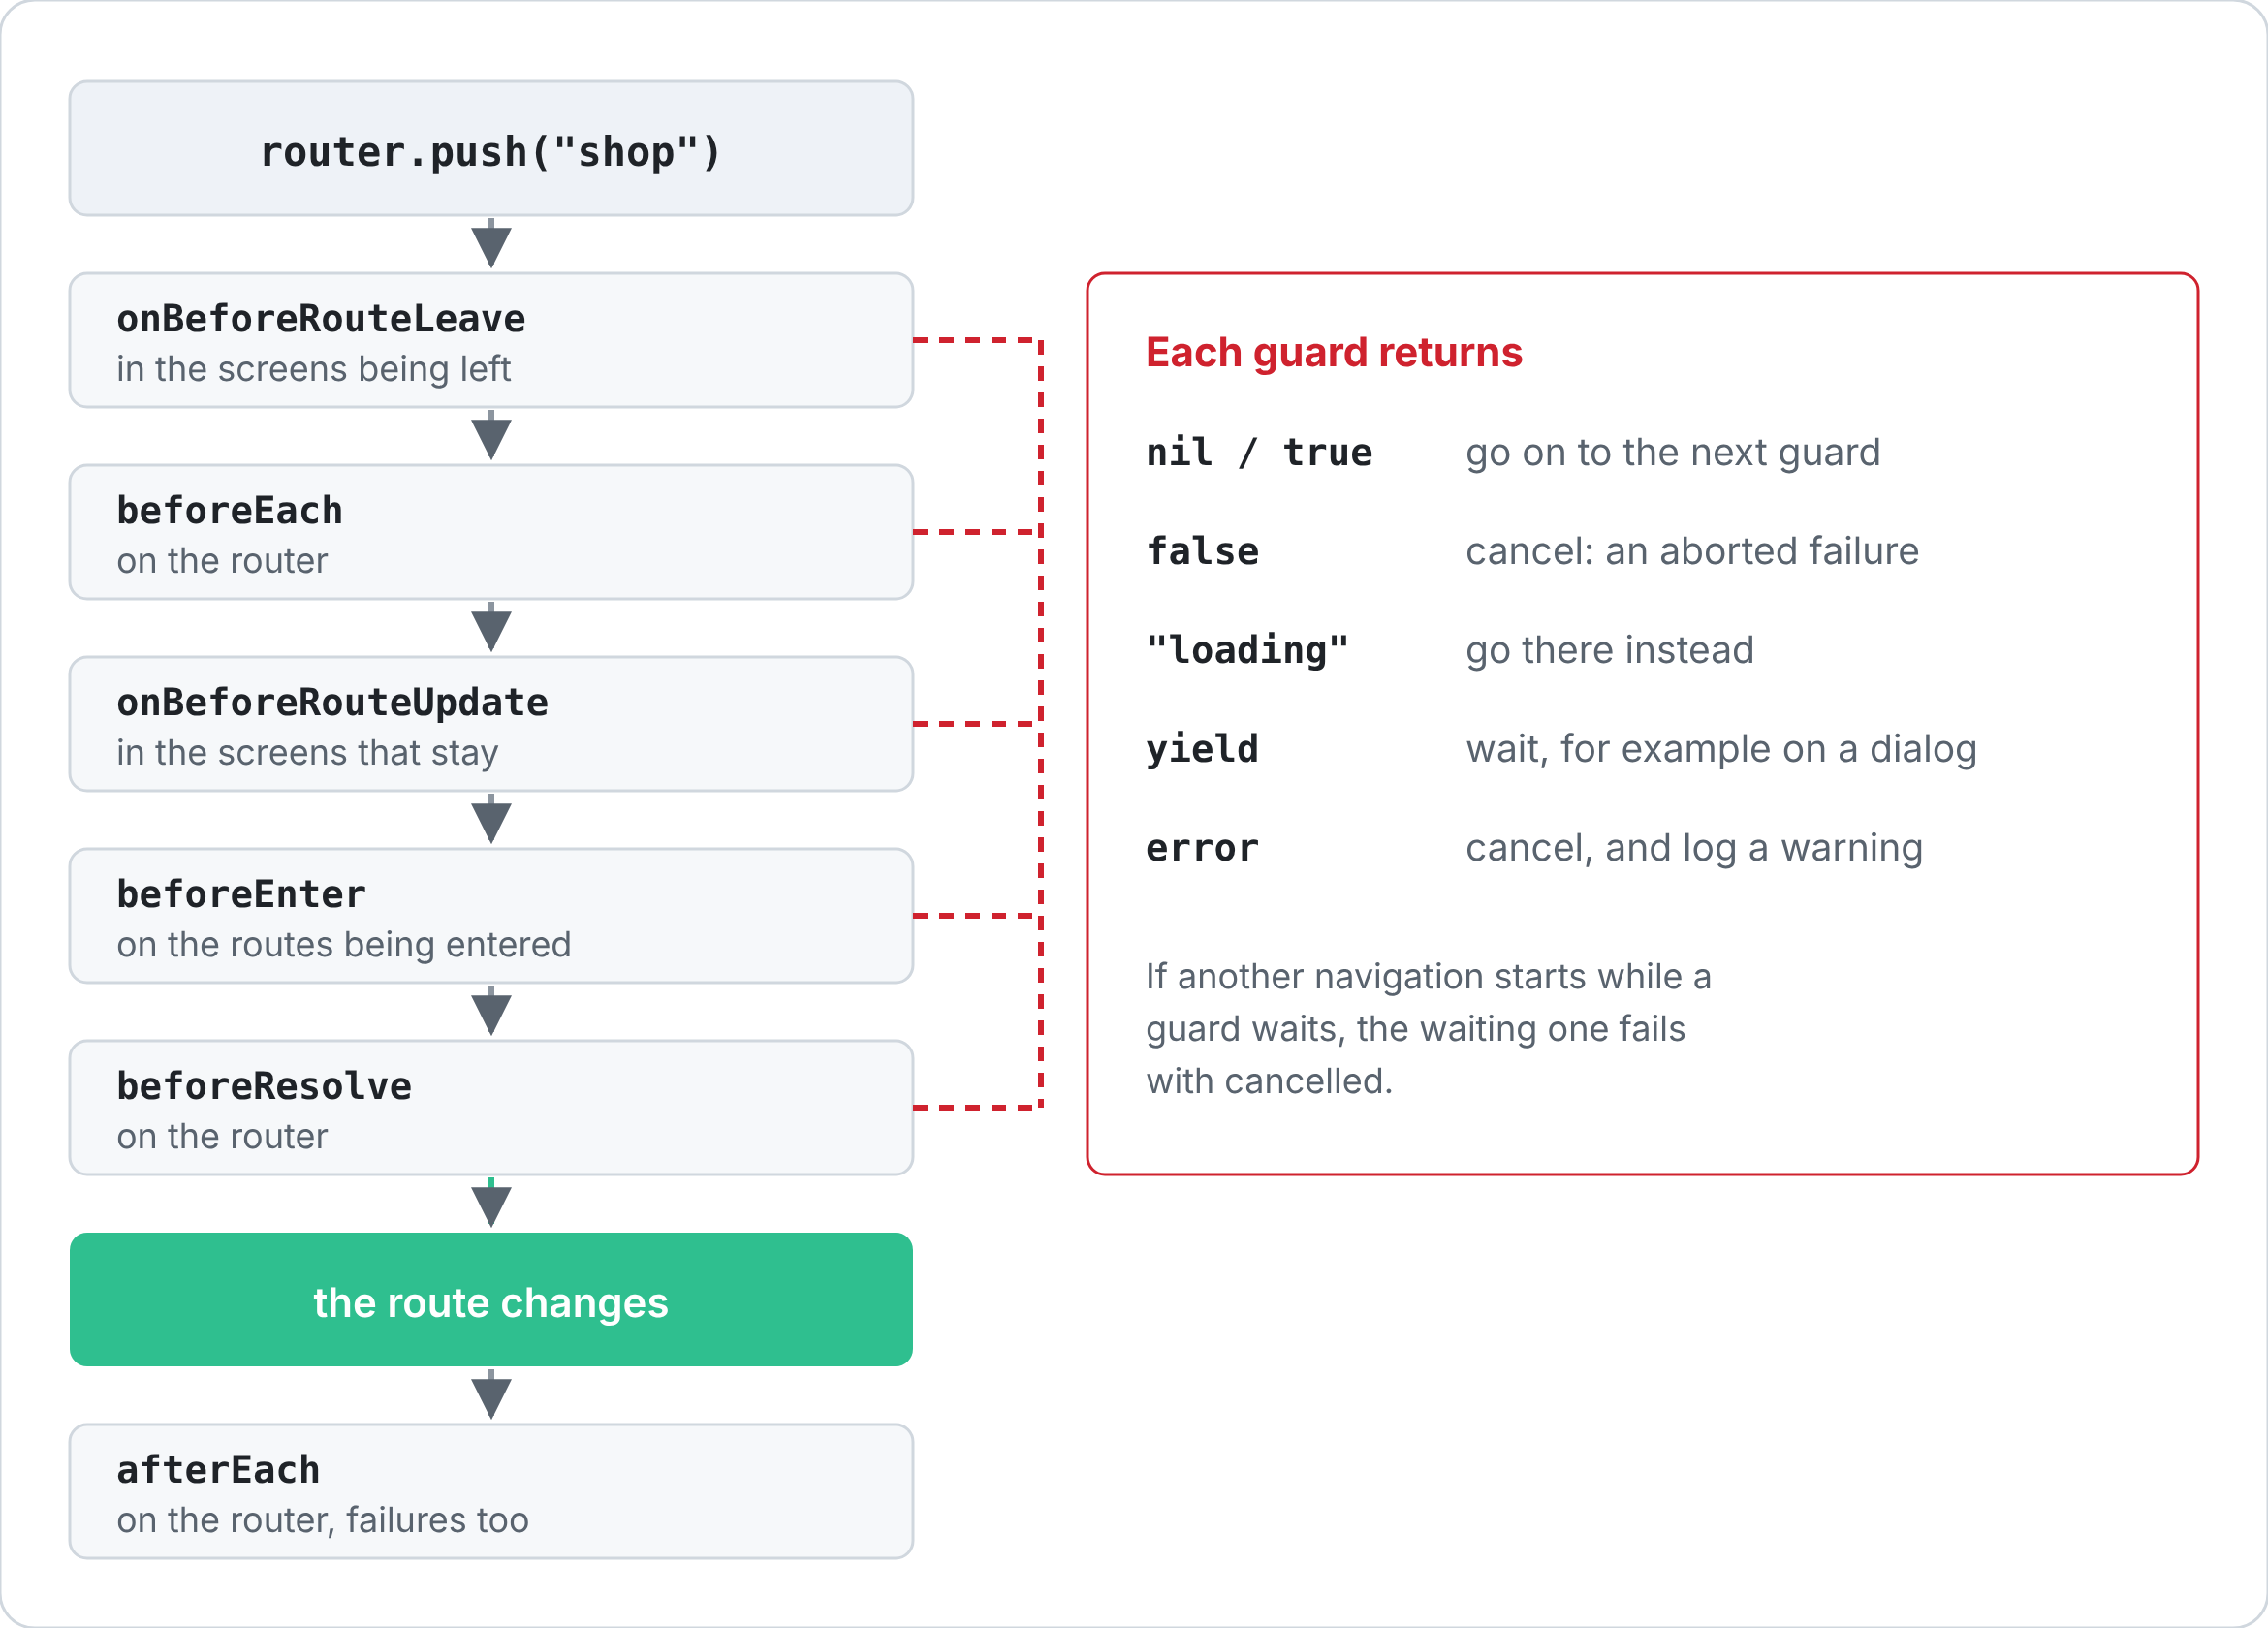 router.push("shop")
onBeforeRouteLeave
in the screens being left
beforeEach
on the router
onBeforeRouteUpdate
in the screens that stay
beforeEnter
on the routes being entered
beforeResolve
on the router
the route changes
afterEach
on the router, failures too
Each guard returns
nil / true go on to the next guard
false cancel: an aborted failure
"loading" go there instead
yield wait, for example on a dialog
error cancel, and log a warning
If another navigation starts while a
guard waits, the waiting one fails
with cancelled.